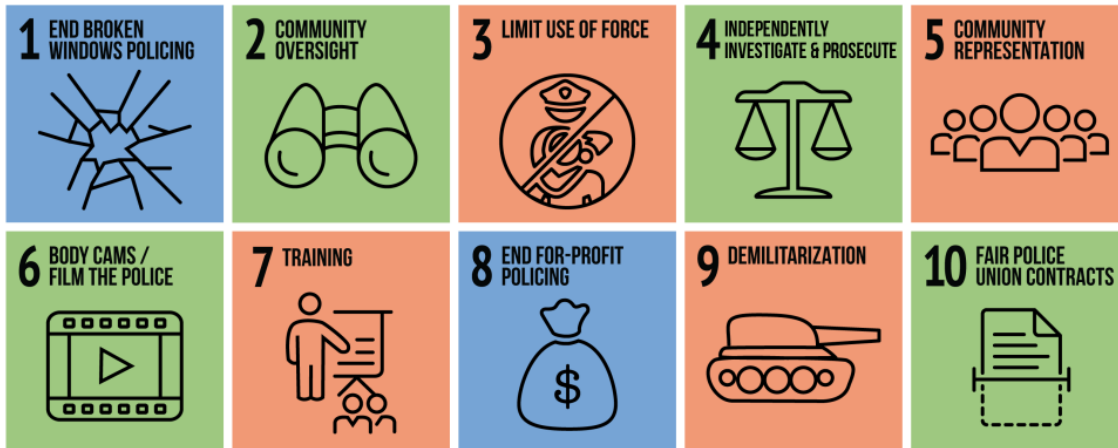 1 END BROKEN
WINDOWS POLICING
2 COMMUNITY
OVERSIGHT
3 LIMIT USE OF FORCE
4 INDEPENDENTLY
INVESTIGATE & PROSECUTE
5 COMMUNITY
REPRESENTATION
6 BODY CAMS /
FILM THE POLICE
7 TRAINING
8 END FOR-PROFIT
POLICING
$
9 DEMILITARIZATION
10 FAIR POLICE
UNION CONTRACTS